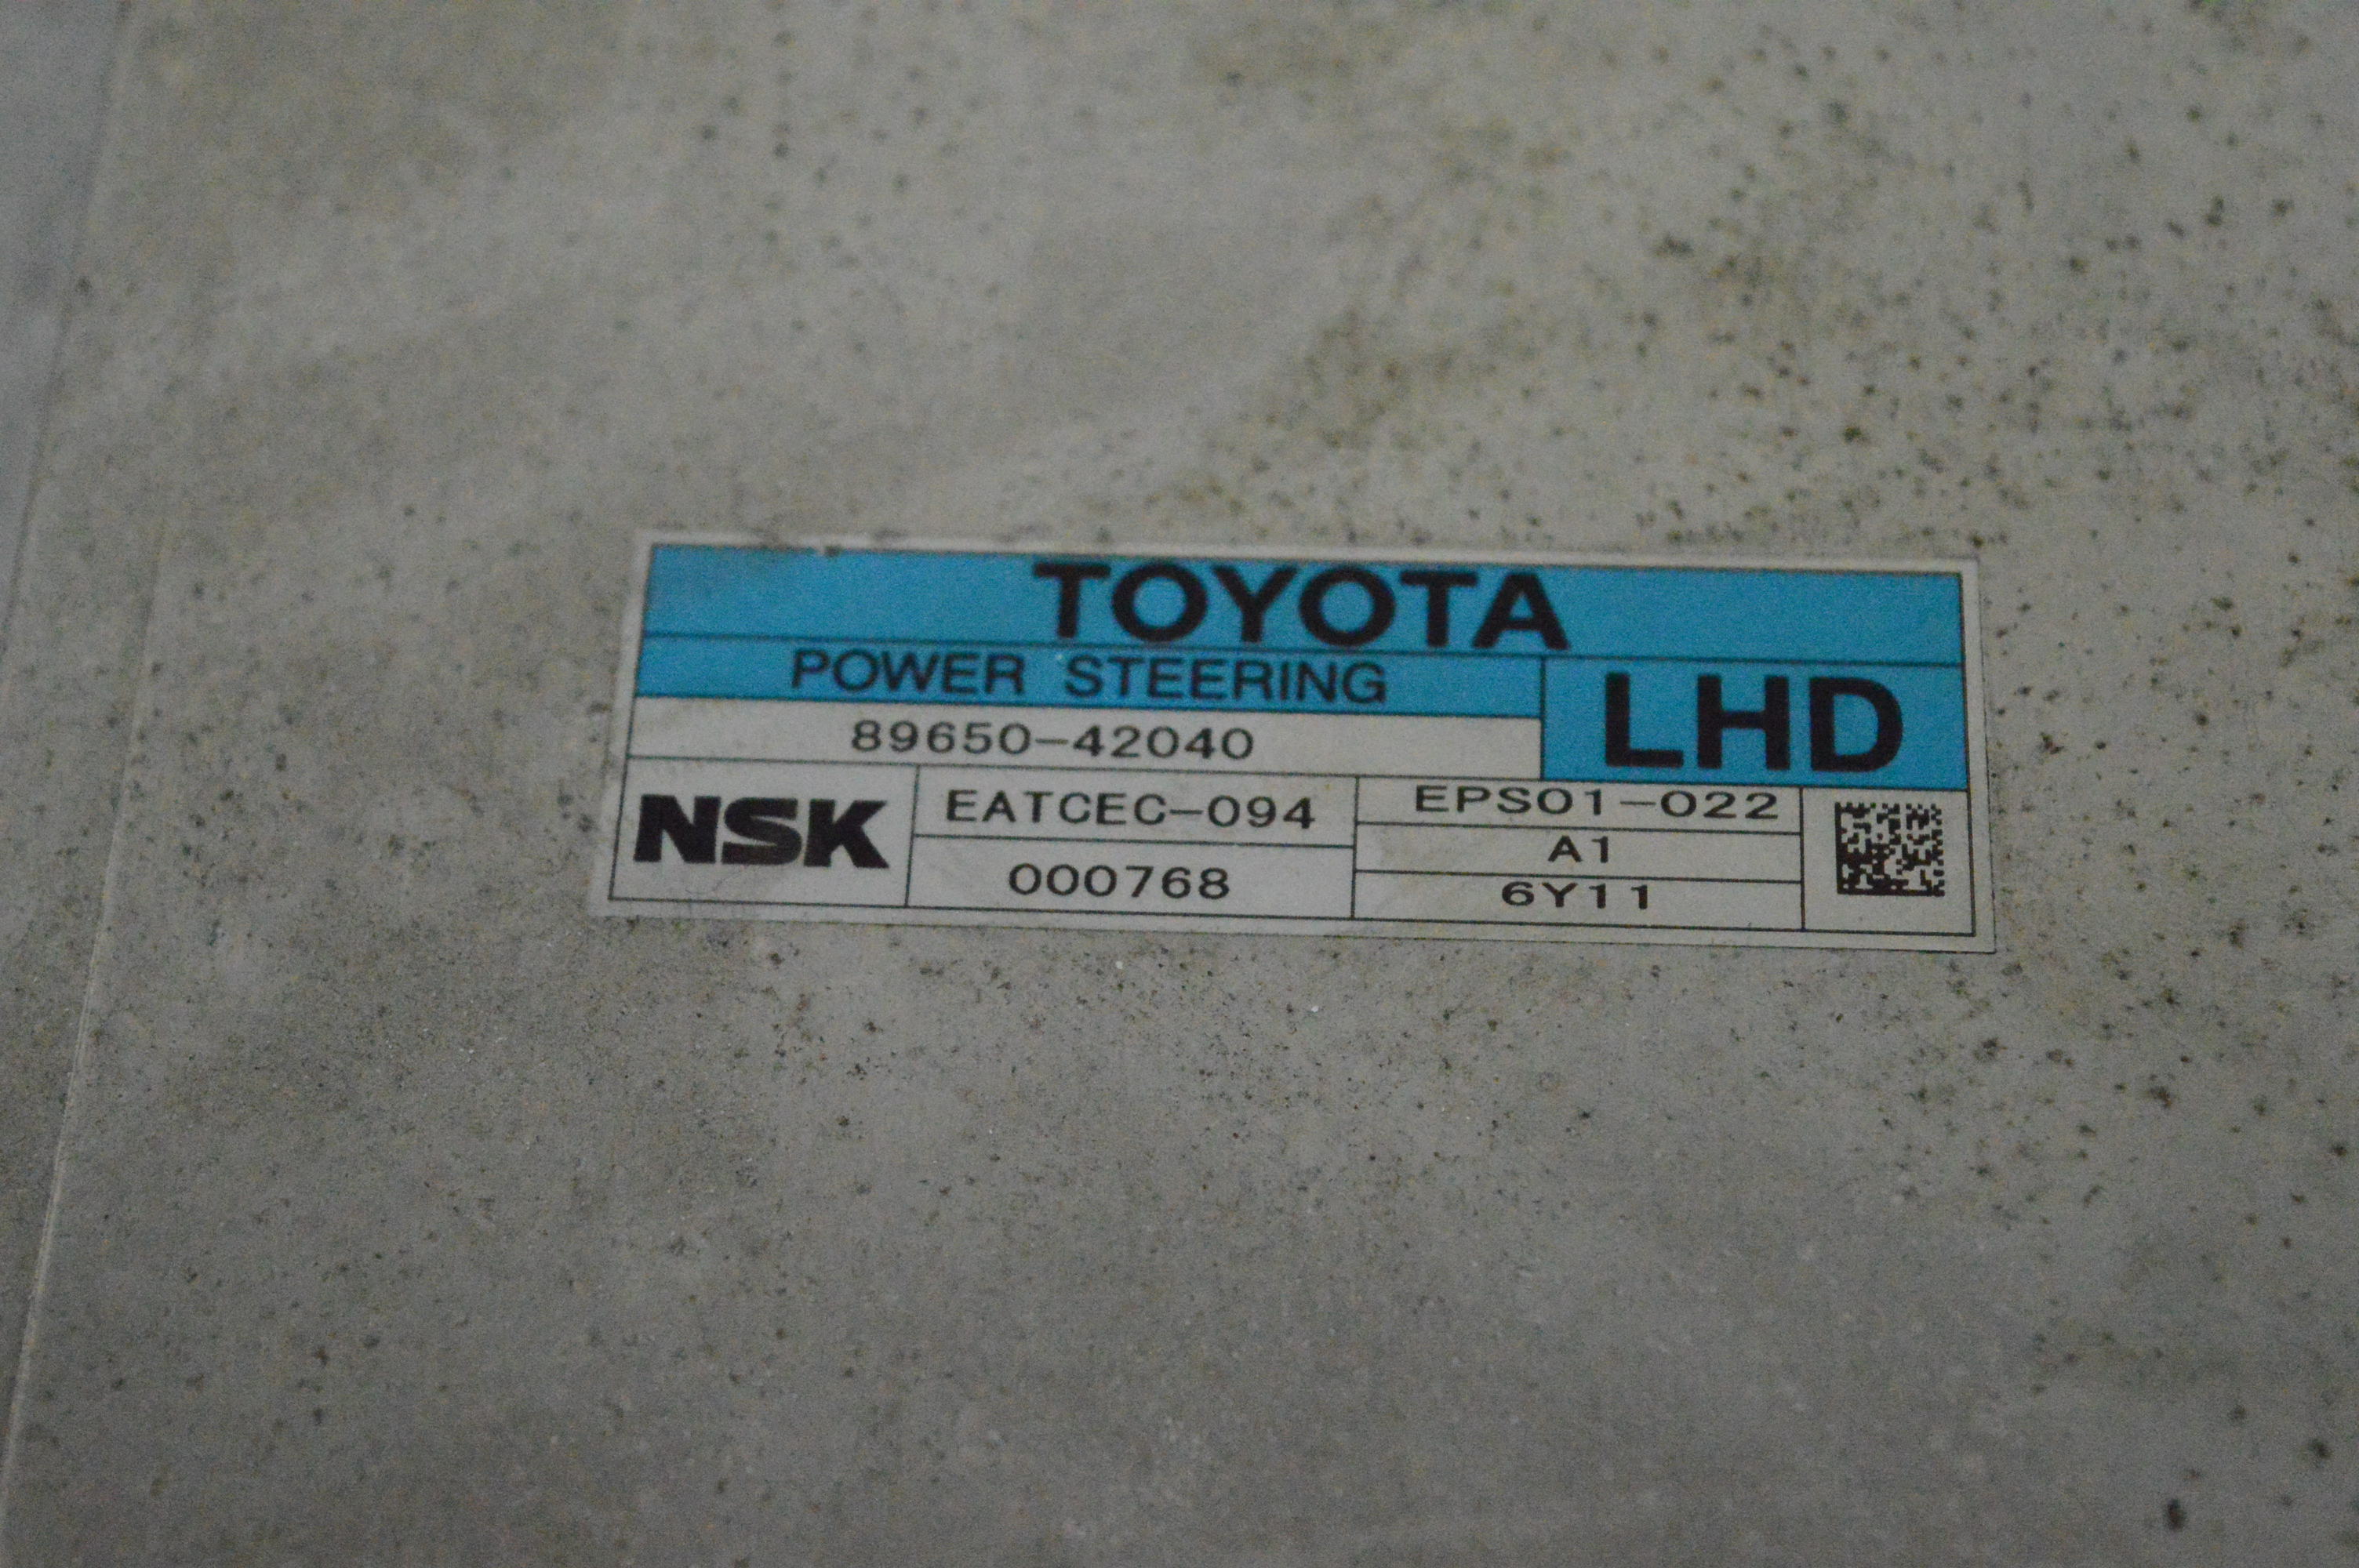 TOYOTA
POWER STEERING
LHD
89650-42040
NSK
EATCEC-094
000768
EPS01-022
A1
6Y11